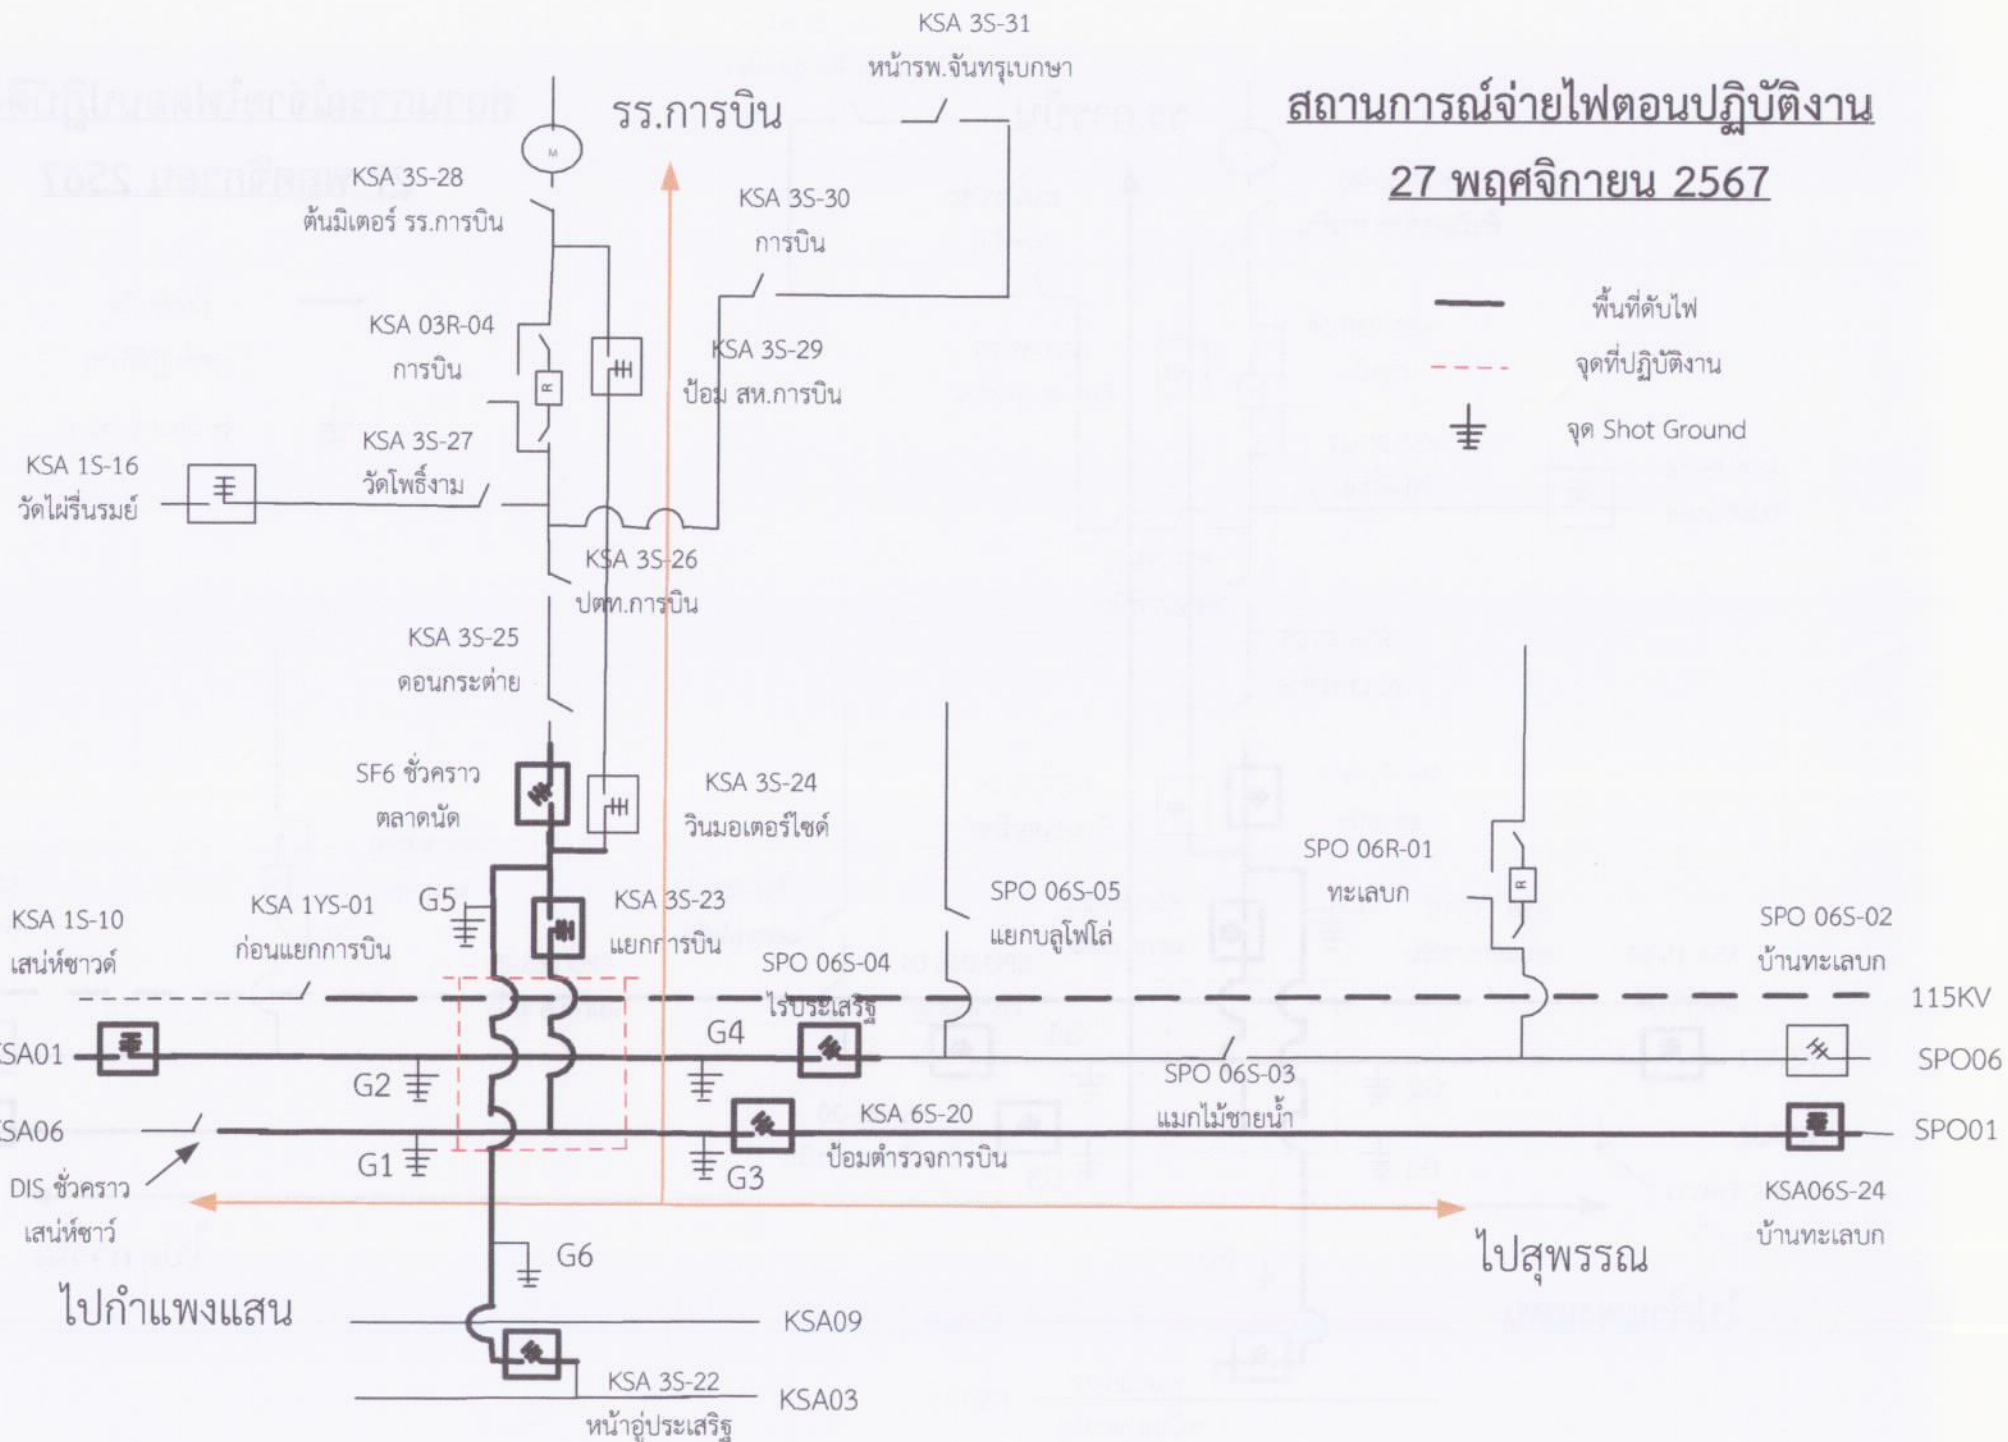 KSA 3S-31
หน้ารพ.จันทรุเบกษา
สถานการณ์จ่ายไฟตอนปฏิบัติงาน
27 พฤศจิกายน 2567
รร.การบิน
M
KSA 3S-28
ต้นมิเตอร์ รร.การบิน
KSA 3S-30
การบิน
พื้นที่ดับไฟ
จุดที่ปฏิบัติงาน
จุด Shot Ground
KSA 03R-04
การบิน
R
KSA 3S-29
ป้อม สห.การบิน
KSA 3S-27
วัดโพธิ์งาม
KSA 1S-16
วัดไผ่รื่นรมย์
KSA 3S-26
ปตท.การบิน
KSA 3S-25
ดอนกระต่าย
SF6 ชั่วคราว
ตลาดนัด
KSA 3S-24
วินมอเตอร์ไซด์
SPO 06R-01
ทะเลบก
R
G5
KSA 3S-23
แยกการบิน
SPO 06S-05
แยกบลูโฟโล่
KSA 1S-10
เสน่ห์ซาวด์
KSA 1YS-01
ก่อนแยกการบิน
SPO 06S-04
ไร่ประเสริฐ
SPO 06S-02
บ้านทะเลบก
115KV
KSA01
G2
G4
SPO 06S-03
แมกไม้ชายน้ำ
SPO06
KSA06
G1
G3
KSA 6S-20
ป้อมตำรวจการบิน
SPO01
DIS ชั่วคราว
เสน่ห์ซาว์
KSA06S-24
บ้านทะเลบก
G6
ไปกำแพงแสน
ไปสุพรรณ
KSA09
KSA 3S-22
หน้าอู่ประเสริฐ
KSA03